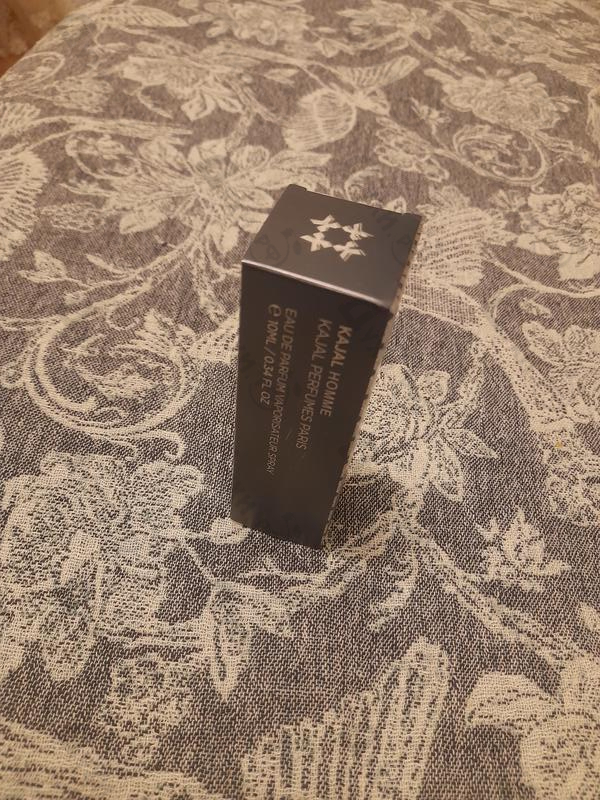 KAJAL HOMME
KAJAL PERFUMES PARIS
EAU DE PARFUM VAPORISATEUR SPRAY
℮ 10ML / 0.34 FL OZ